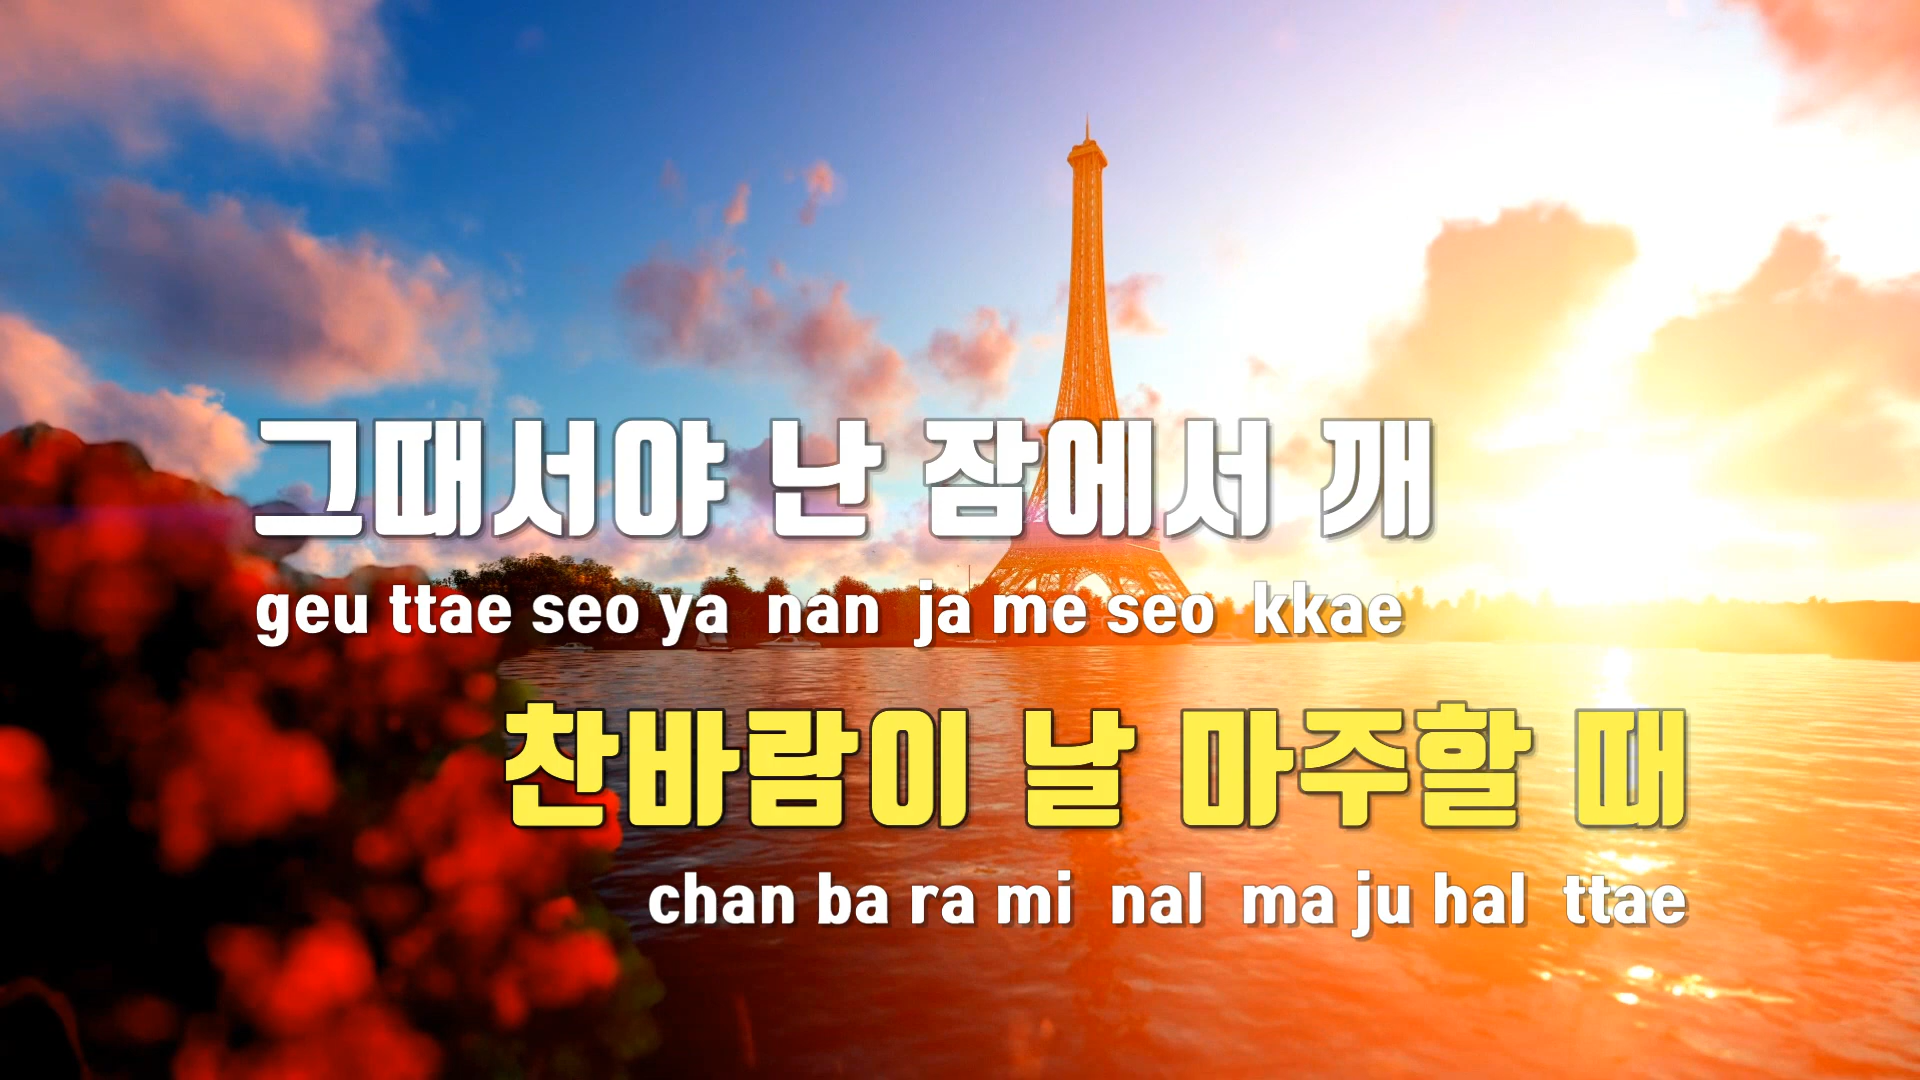 그때서야 난 잠에서 깨
geu ttae seo ya nan ja me seo kkae
찬바람이 날 마주할 때
chan ba ra mi nal ma ju hal ttae